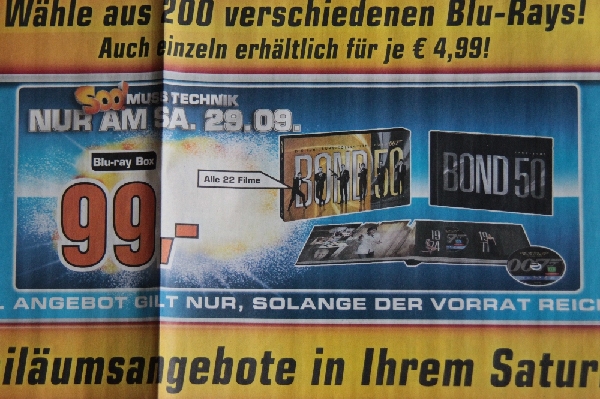 Wähle aus 200 verschiedenen Blu-Rays!
Auch einzeln erhältlich für je € 4,99!
Soo! MUSS TECHNIK
NUR AM SA. 29.09.
Blu-ray Box
99,-
Alle 22 Filme
BOND 50
BOND 50
007
L ANGEBOT GILT NUR, SOLANGE DER VORRAT REICH
iläumsangebote in Ihrem Satur